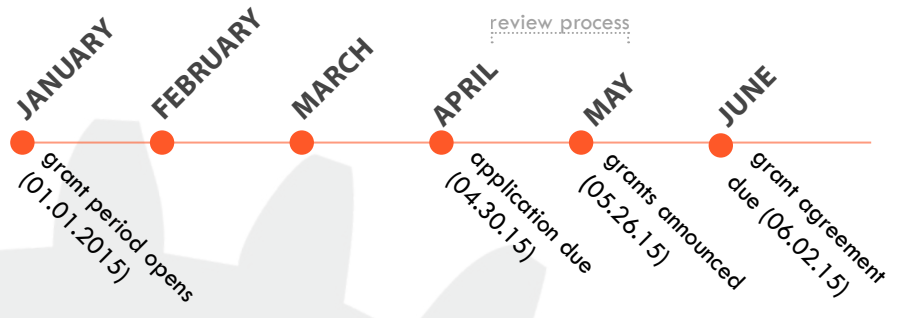 review process
JANUARY
FEBRUARY
MARCH
APRIL
MAY
JUNE
grant period opens
(01.01.2015)
application due
(04.30.15)
grants announced
(05.26.15)
grant agreement
due (06.02.15)